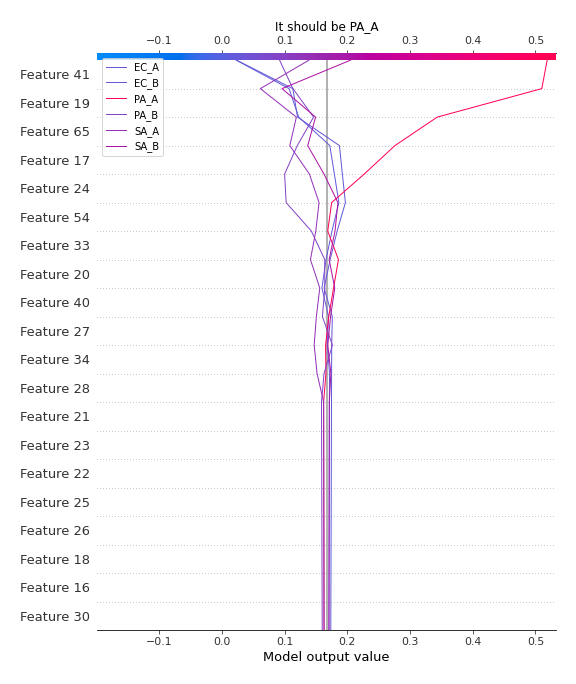 It should be PA_A
−0.1 0.0 0.1 0.2 0.3 0.4 0.5
EC_A
EC_B
PA_A
PA_B
SA_A
SA_B
Feature 41
Feature 19
Feature 65
Feature 17
Feature 24
Feature 54
Feature 33
Feature 20
Feature 40
Feature 27
Feature 34
Feature 28
Feature 21
Feature 23
Feature 22
Feature 25
Feature 26
Feature 18
Feature 16
Feature 30
−0.1 0.0 0.1 0.2 0.3 0.4 0.5
Model output value